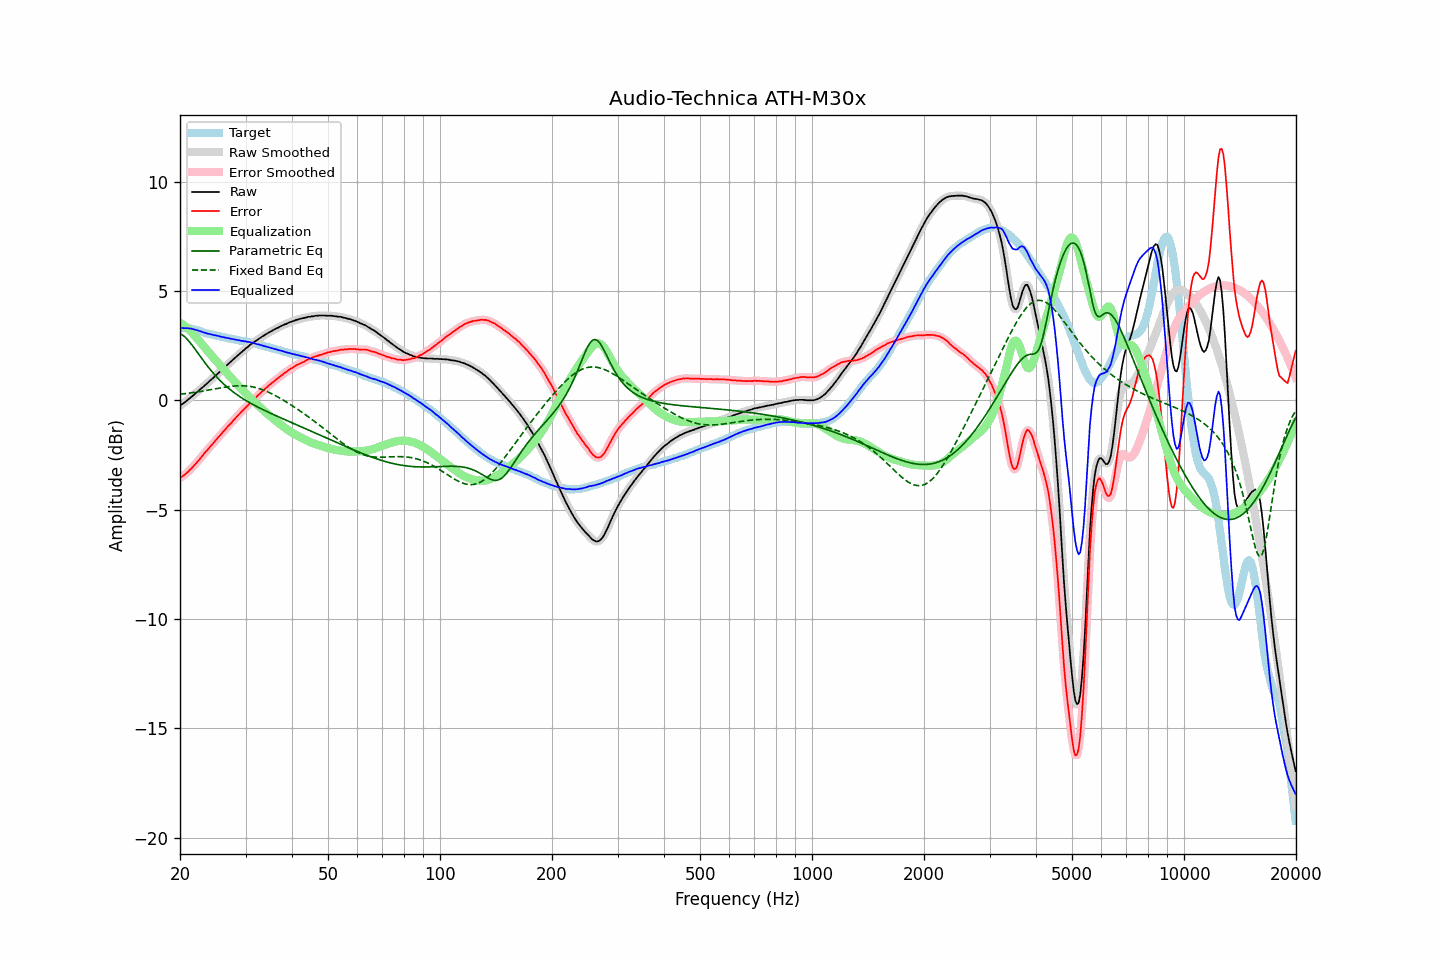 Audio-Technica ATH-M30x
Target
Raw Smoothed
Error Smoothed
Raw
Error
Equalization
Parametric Eq
Fixed Band Eq
Equalized
Amplitude (dBr)
10
5
0
−5
−10
−15
−20
20 50 100 200 500 1000 2000 5000 10000 20000
Frequency (Hz)